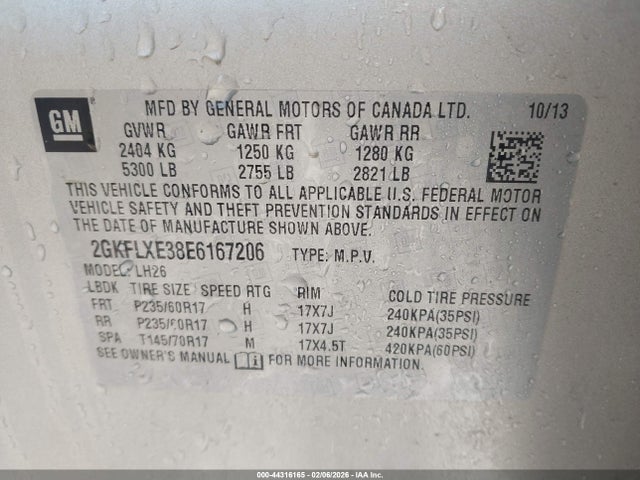 GM
MFD BY GENERAL MOTORS OF CANADA LTD. 10/13
GVWR GAWR FRT GAWR RR
2404 KG 1250 KG 1280 KG
5300 LB 2755 LB 2821 LB
THIS VEHICLE CONFORMS TO ALL APPLICABLE U.S. FEDERAL MOTOR
VEHICLE SAFETY AND THEFT PREVENTION STANDARDS IN EFFECT ON
THE DATE OF MANUFACTURE SHOWN ABOVE.
2GKFLXE38E6167206 TYPE: M.P.V.
MODEL: LH26
LBDK TIRE SIZE SPEED RTG RIM COLD TIRE PRESSURE
FRT P235/60R17 H 17X7J 240KPA(35PSI)
RR P235/60R17 H 17X7J 240KPA(35PSI)
SPA T145/70R17 M 17X4.5T 420KPA(60PSI)
SEE OWNER'S MANUAL FOR MORE INFORMATION.
000-44316165 - 02/06/2026 - IAA Inc.